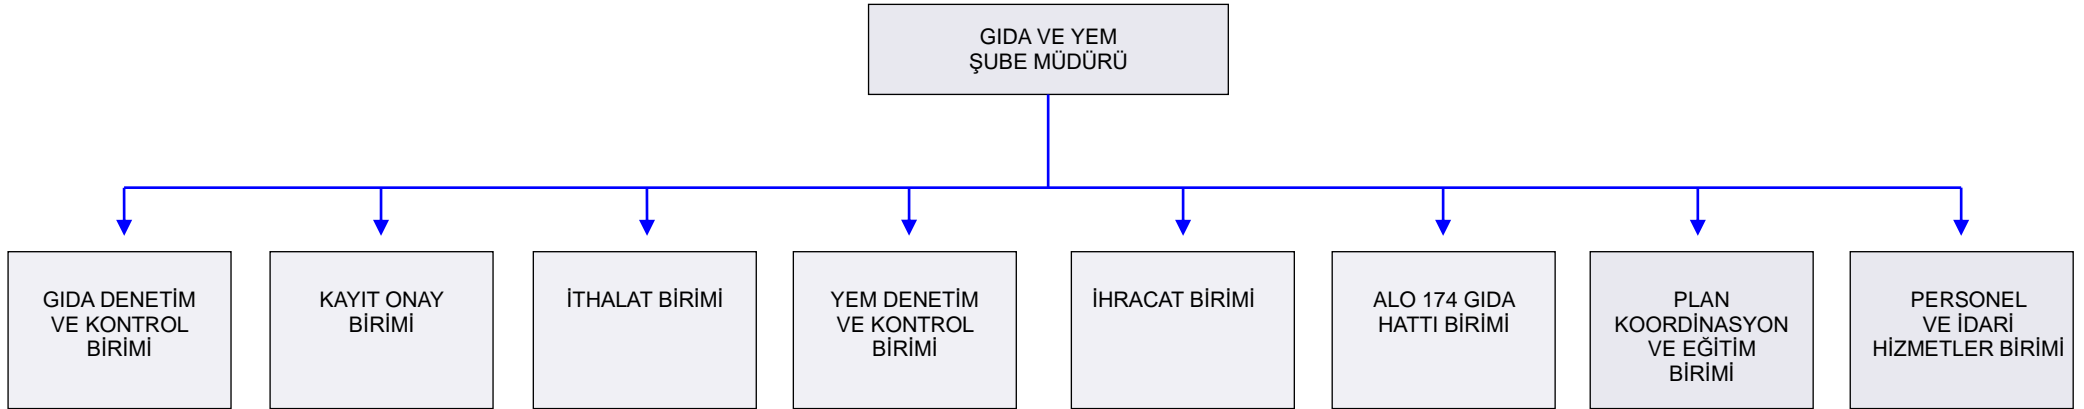 GIDA VE YEM
ŞUBE MÜDÜRÜ
GIDA DENETİM
VE KONTROL
BİRİMİ
KAYIT ONAY
BİRİMİ
İTHALAT BİRİMİ
YEM DENETİM
VE KONTROL
BİRİMİ
İHRACAT BİRİMİ
ALO 174 GIDA
HATTI BİRİMİ
PLAN
KOORDİNASYON
VE EĞİTİM
BİRİMİ
PERSONEL
VE İDARİ
HİZMETLER BİRİMİ